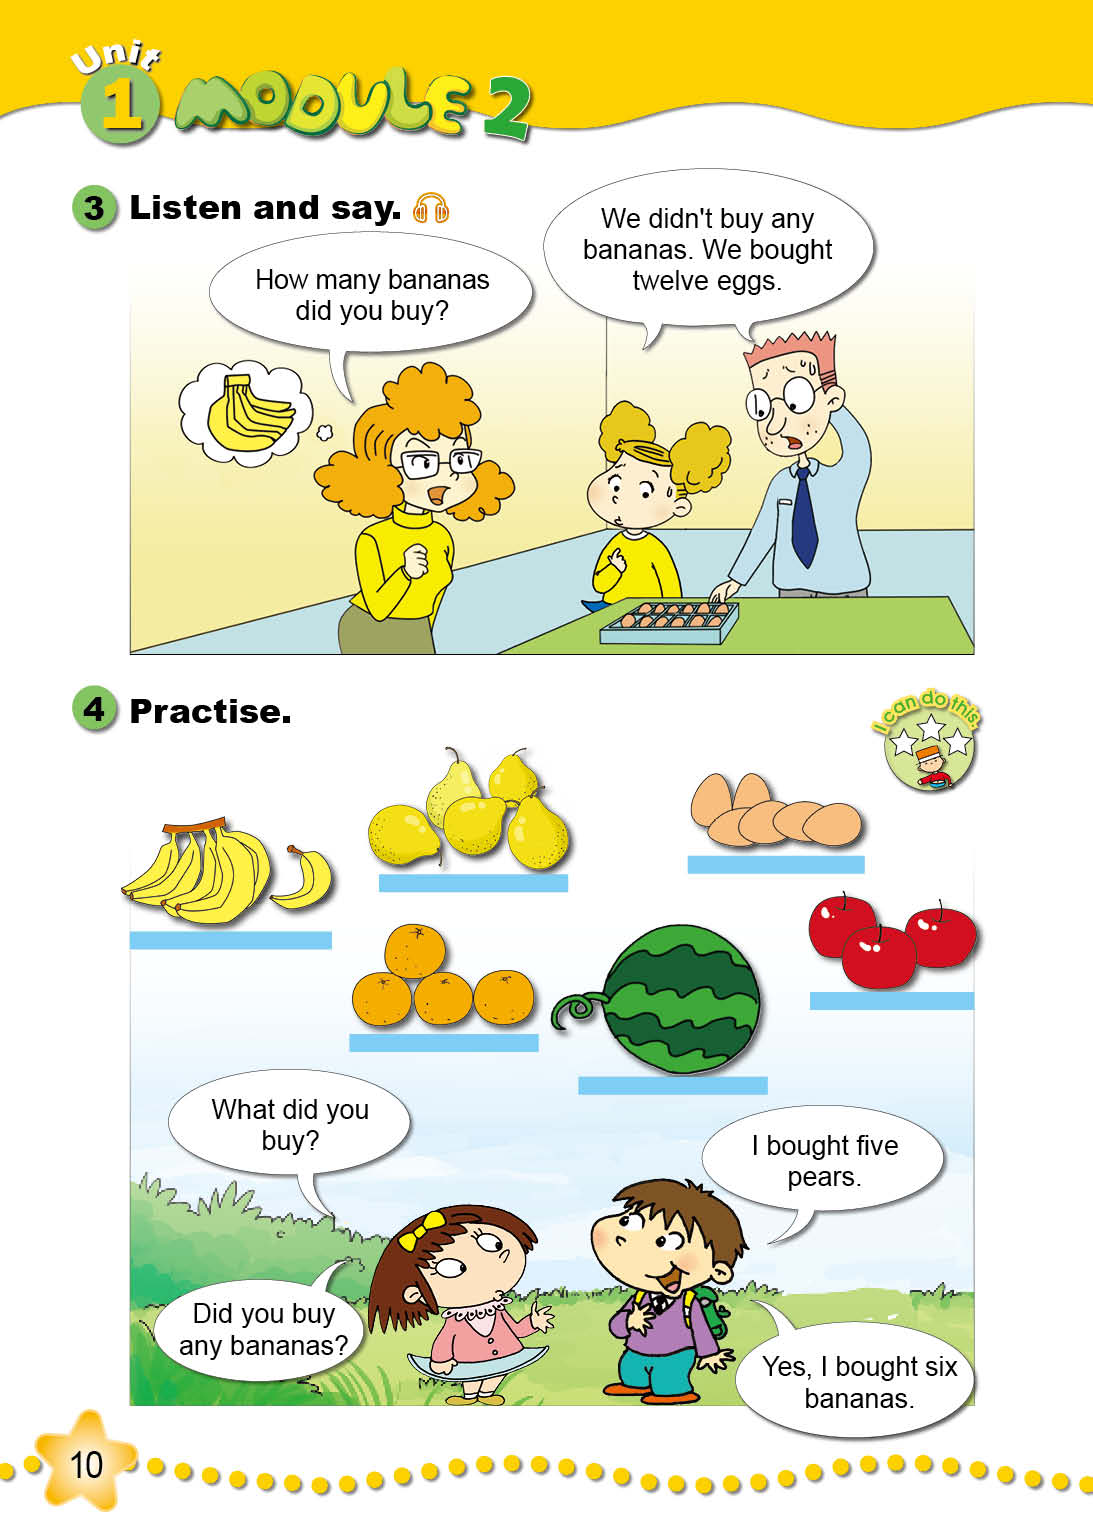 Unit
1 MODULE 2
3 Listen and say.
How many bananas
did you buy?
We didn't buy any
bananas. We bought
twelve eggs.
4 Practise.
I can do this.
What did you
buy?
I bought five
pears.
Did you buy
any bananas?
Yes, I bought six
bananas.
10